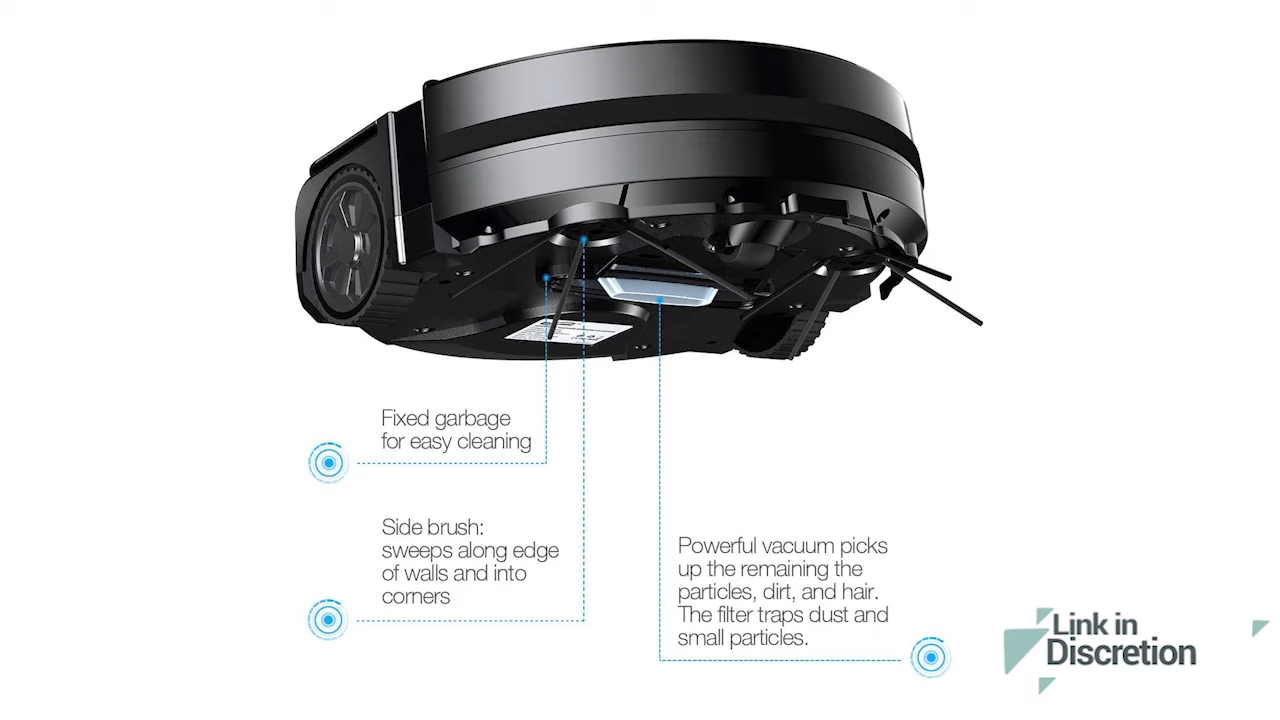 Fixed garbage
for easy cleaning
Side brush:
sweeps along edge
of walls and into
corners
Powerful vacuum picks
up the remaining the
particles, dirt, and hair.
The filter traps dust and
small particles.
Link in
Discretion